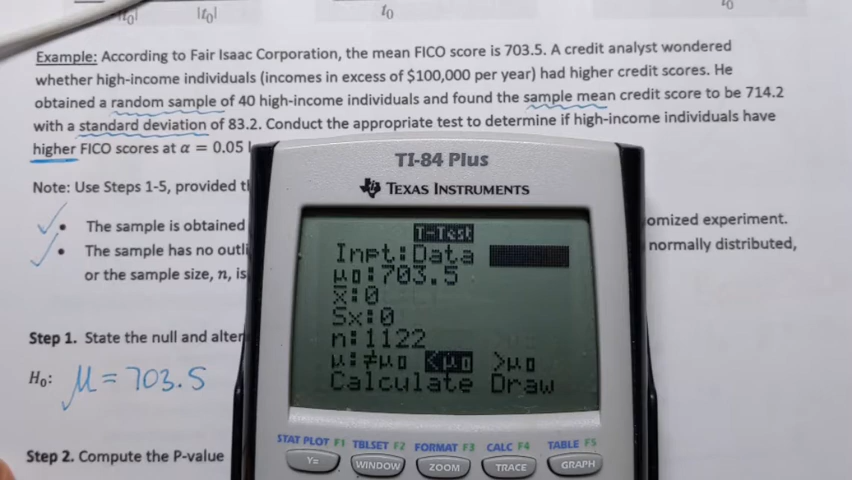 |t₀| |t₀| t₀ t₀
Example: According to Fair Isaac Corporation, the mean FICO score is 703.5. A credit analyst wondered
whether high-income individuals (incomes in excess of $100,000 per year) had higher credit scores. He
obtained a random sample of 40 high-income individuals and found the sample mean credit score to be 714.2
with a standard deviation of 83.2. Conduct the appropriate test to determine if high-income individuals have
higher FICO scores at α = 0.05
Note: Use Steps 1-5, provided
The sample is obtained
omized experiment.
The sample has no outli
normally distributed,
or the sample size, n, is
Step 1. State the null and alter
H₀: μ = 703.5
Step 2. Compute the P-value
TI-84 Plus
TEXAS INSTRUMENTS
T-Test
Inpt:Data
μ₀:703.5
x̄:0
Sx:0
n:1122
μ:≠μ₀ <μ₀ >μ₀
Calculate Draw
STAT PLOT F1 TBLSET F2 FORMAT F3 CALC F4 TABLE F5
Y= WINDOW ZOOM TRACE GRAPH